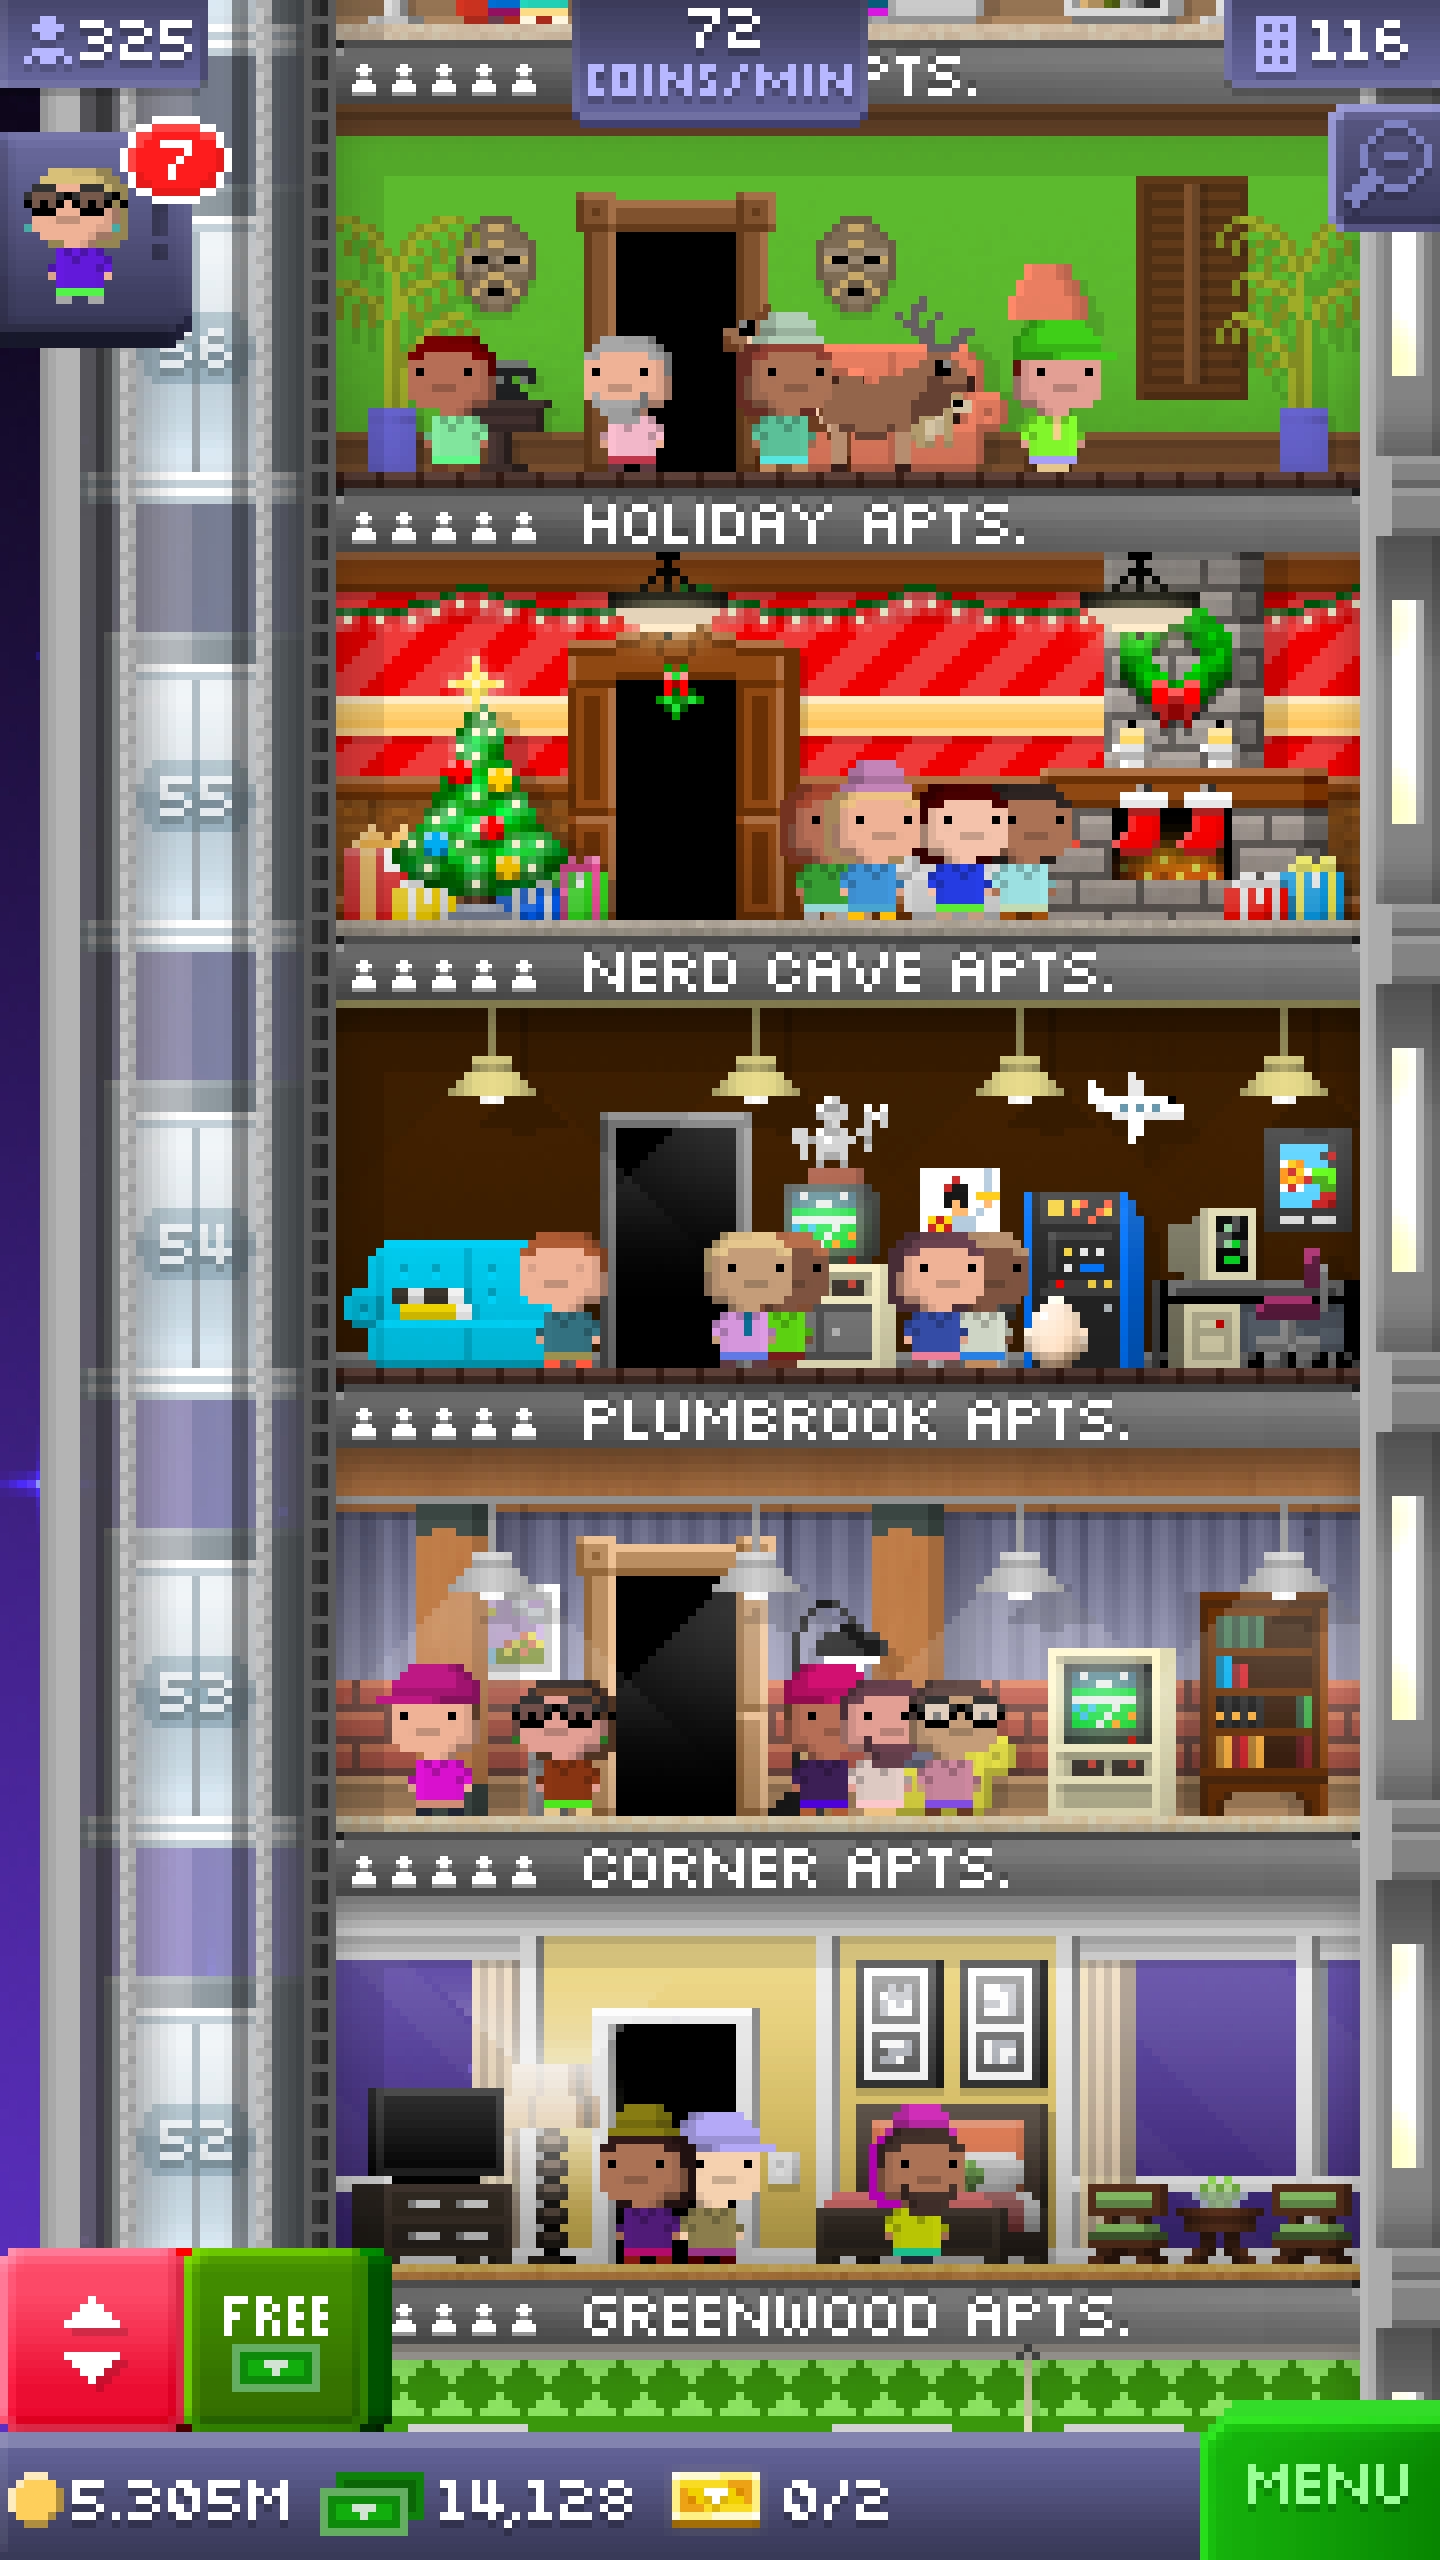 325
72
COINS/MIN
116
PTS.
7
56
HOLIDAY APTS.
55
NERD CAVE APTS.
54
PLUMBROOK APTS.
53
CORNER APTS.
52
FREE
GREENWOOD APTS.
5.305M
14,128
0/2
MENU